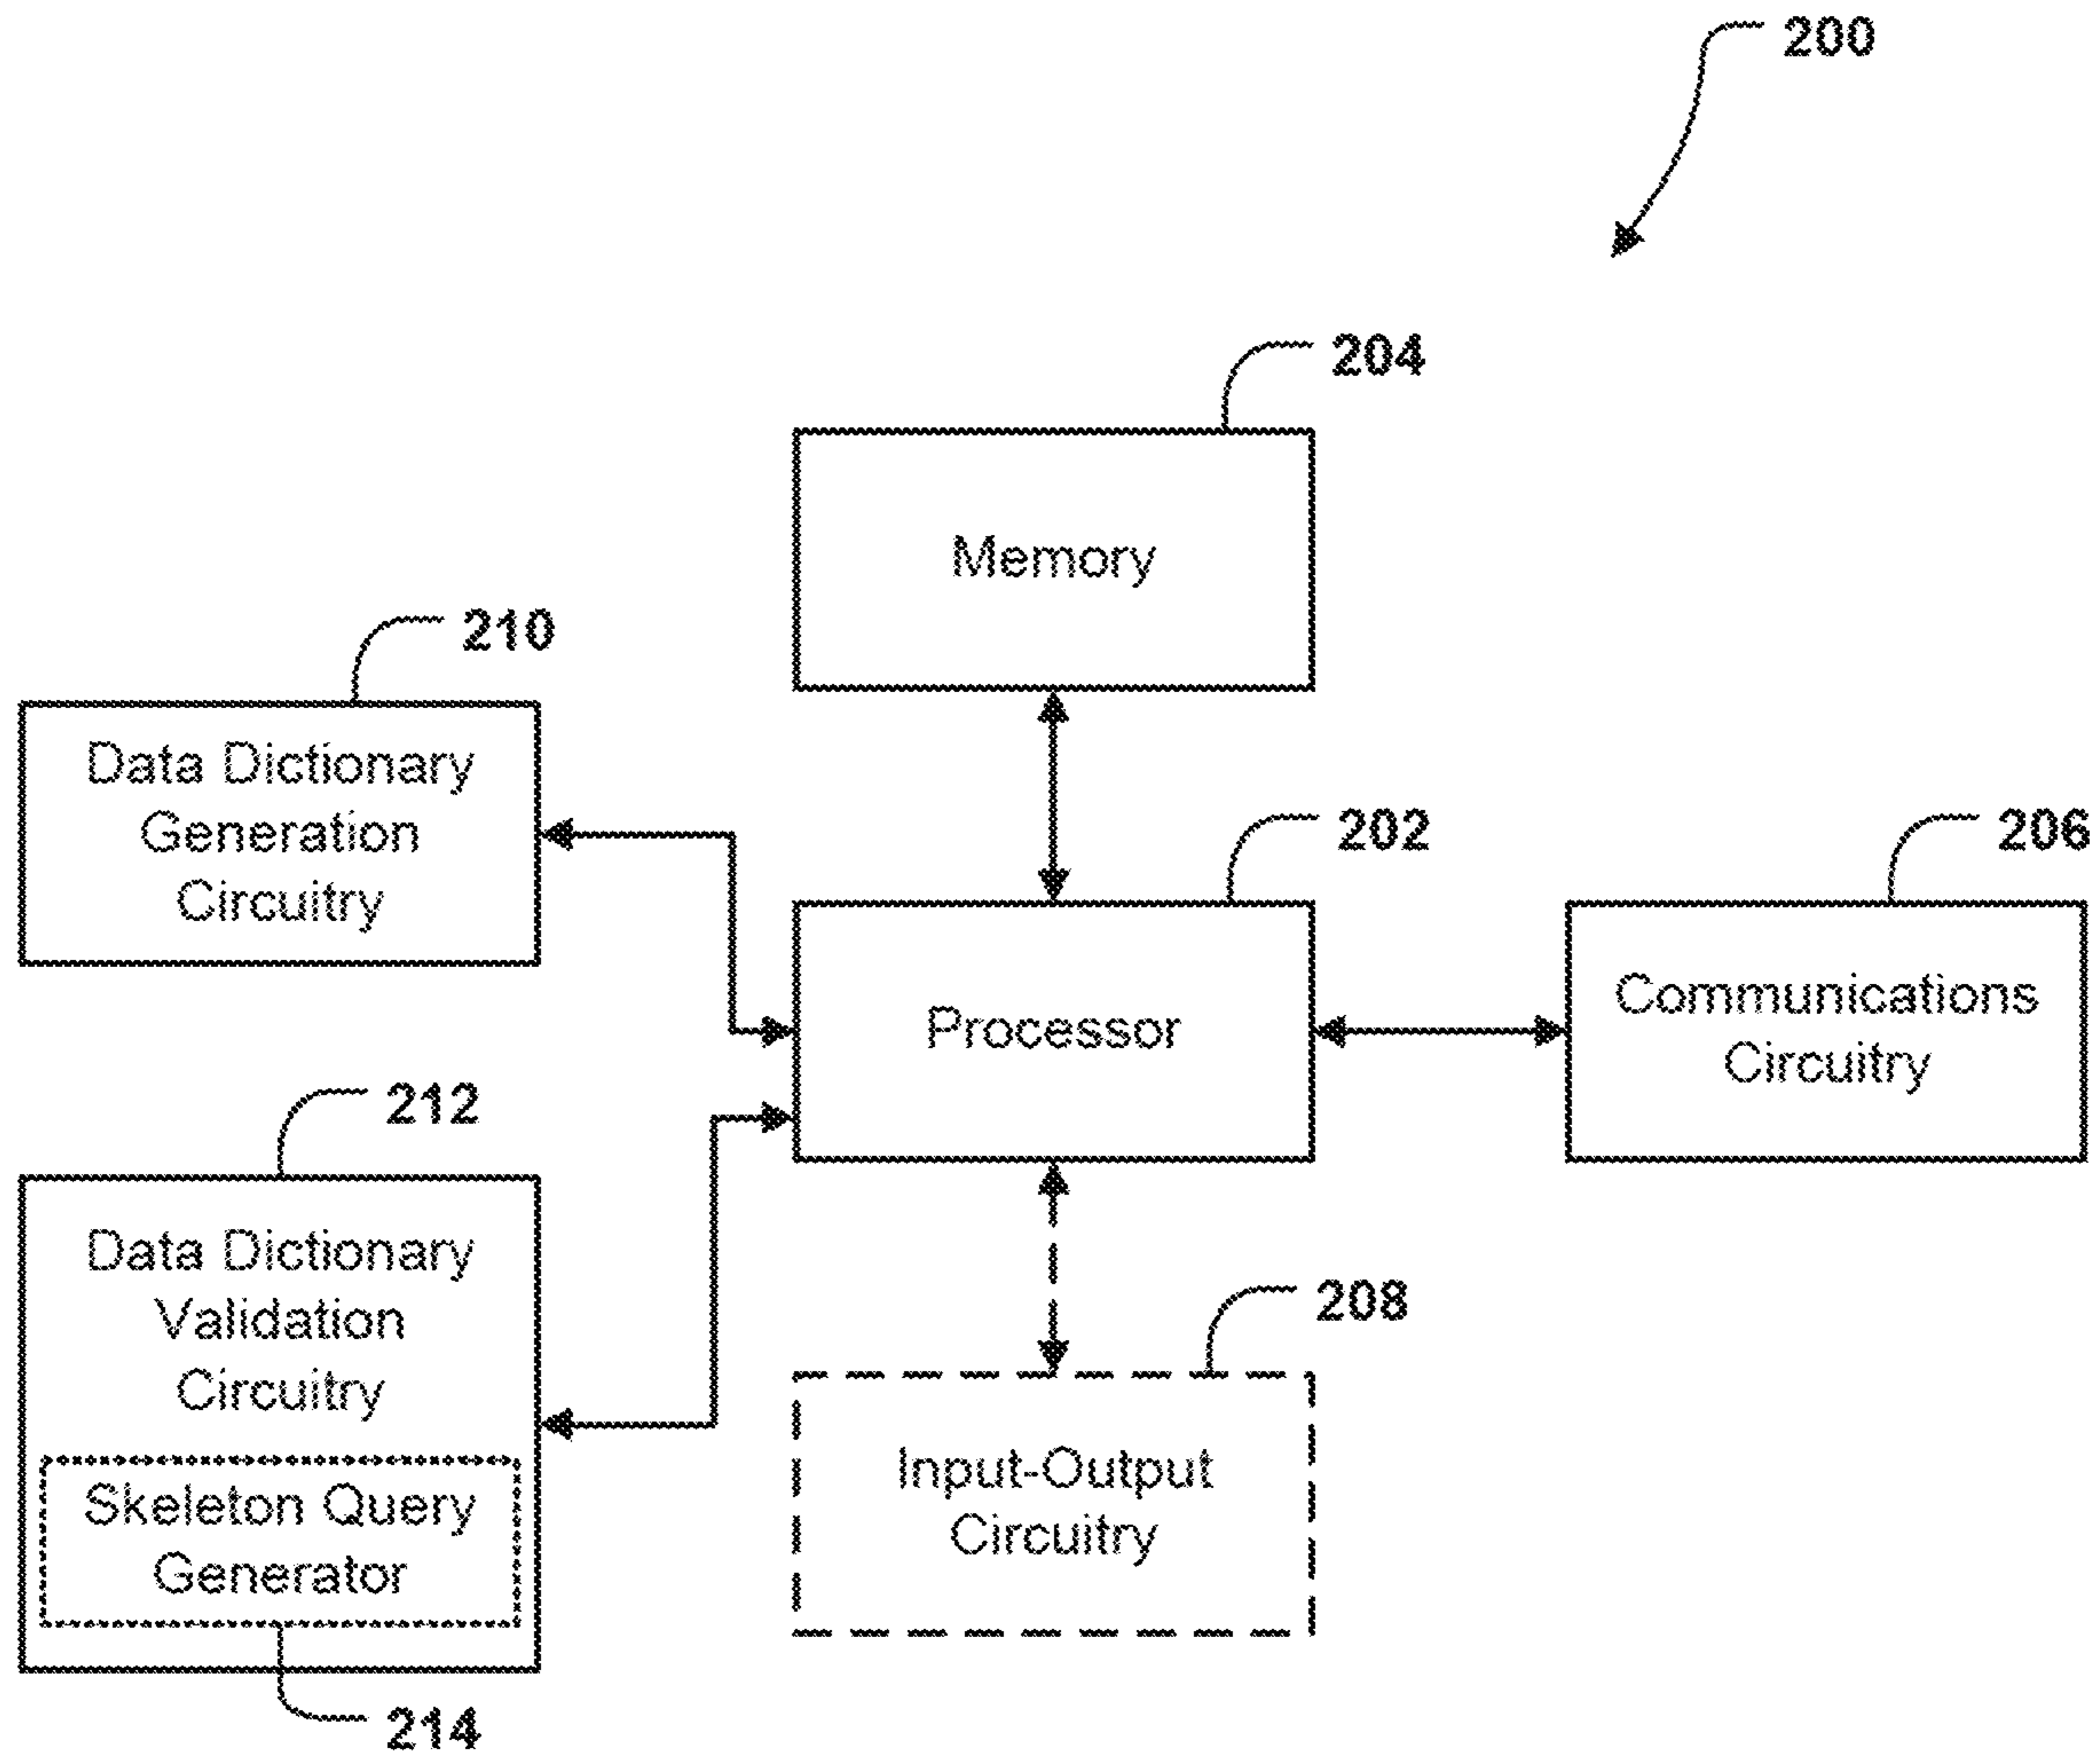 200
204
Memory
210
Data Dictionary
Generation
Circuitry
202
Processor
206
Communications
Circuitry
212
Data Dictionary
Validation
Circuitry
Skeleton Query
Generator
214
208
Input-Output
Circuitry